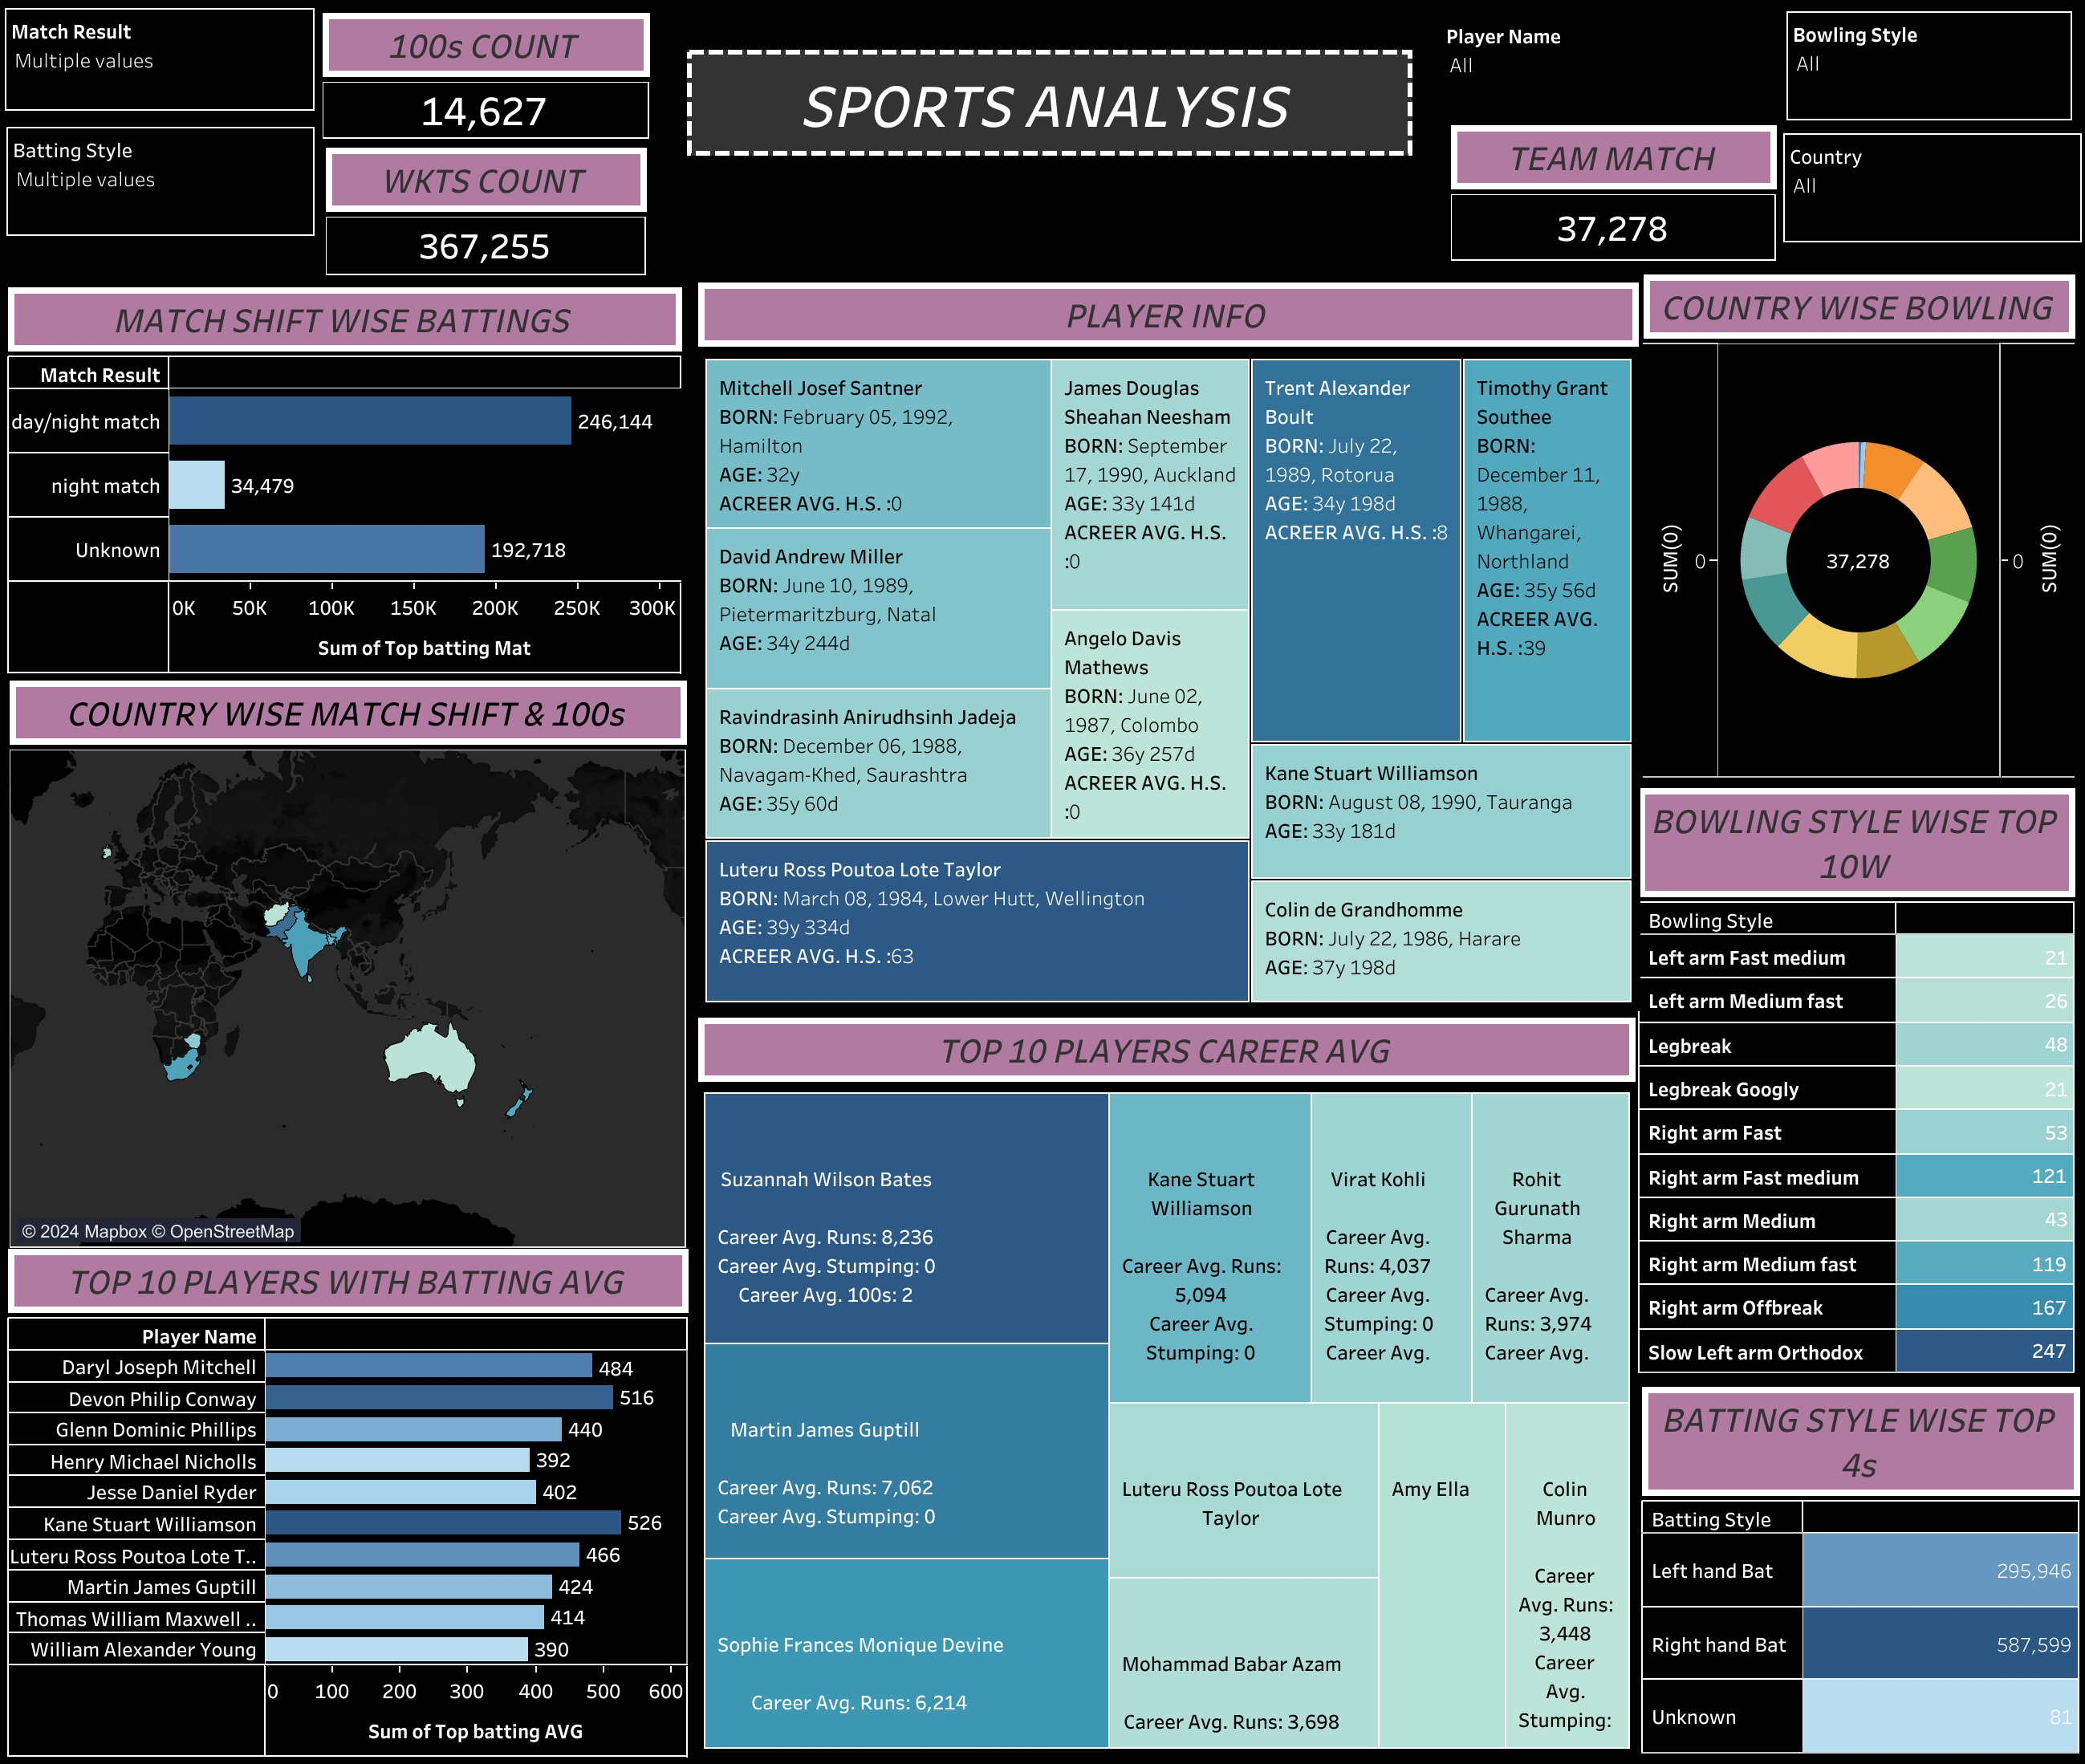 Match Result
Multiple values
Batting Style
Multiple values
100s COUNT
14,627
WKTS COUNT
367,255
SPORTS ANALYSIS
Player Name
All
TEAM MATCH
37,278
Bowling Style
All
Country
All
MATCH SHIFT WISE BATTINGS
Match Result
day/night match 246,144
night match 34,479
Unknown 192,718
0K 50K 100K 150K 200K 250K 300K
Sum of Top batting Mat
COUNTRY WISE MATCH SHIFT & 100s
© 2024 Mapbox © OpenStreetMap
TOP 10 PLAYERS WITH BATTING AVG
Player Name
Daryl Joseph Mitchell 484
Devon Philip Conway 516
Glenn Dominic Phillips 440
Henry Michael Nicholls 392
Jesse Daniel Ryder 402
Kane Stuart Williamson 526
Luteru Ross Poutoa Lote T.. 466
Martin James Guptill 424
Thomas William Maxwell .. 414
William Alexander Young 390
0 100 200 300 400 500 600
Sum of Top batting AVG
PLAYER INFO
Mitchell Josef Santner
BORN: February 05, 1992,
Hamilton
AGE: 32y
ACREER AVG. H.S. :0
David Andrew Miller
BORN: June 10, 1989,
Pietermaritzburg, Natal
AGE: 34y 244d
Ravindrasinh Anirudhsinh Jadeja
BORN: December 06, 1988,
Navagam-Khed, Saurashtra
AGE: 35y 60d
James Douglas
Sheahan Neesham
BORN: September
17, 1990, Auckland
AGE: 33y 141d
ACREER AVG. H.S.
:0
Angelo Davis
Mathews
BORN: June 02,
1987, Colombo
AGE: 36y 257d
ACREER AVG. H.S.
:0
Luteru Ross Poutoa Lote Taylor
BORN: March 08, 1984, Lower Hutt, Wellington
AGE: 39y 334d
ACREER AVG. H.S. :63
Trent Alexander
Boult
BORN: July 22,
1989, Rotorua
AGE: 34y 198d
ACREER AVG. H.S. :8
Timothy Grant
Southee
BORN:
December 11,
1988,
Whangarei,
Northland
AGE: 35y 56d
ACREER AVG.
H.S. :39
Kane Stuart Williamson
BORN: August 08, 1990, Tauranga
AGE: 33y 181d
Colin de Grandhomme
BORN: July 22, 1986, Harare
AGE: 37y 198d
TOP 10 PLAYERS CAREER AVG
Suzannah Wilson Bates
Career Avg. Runs: 8,236
Career Avg. Stumping: 0
Career Avg. 100s: 2
Martin James Guptill
Career Avg. Runs: 7,062
Career Avg. Stumping: 0
Sophie Frances Monique Devine
Career Avg. Runs: 6,214
Kane Stuart
Williamson
Career Avg. Runs:
5,094
Career Avg.
Stumping: 0
Virat Kohli
Career Avg.
Runs: 4,037
Career Avg.
Stumping: 0
Career Avg.
Rohit
Gurunath
Sharma
Career Avg.
Runs: 3,974
Career Avg.
Luteru Ross Poutoa Lote
Taylor
Mohammad Babar Azam
Career Avg. Runs: 3,698
Amy Ella
Colin
Munro
Career
Avg. Runs:
3,448
Career
Avg.
Stumping:
COUNTRY WISE BOWLING
SUM(0)
0
37,278
0
SUM(0)
BOWLING STYLE WISE TOP
10W
Bowling Style
Left arm Fast medium 21
Left arm Medium fast 26
Legbreak 48
Legbreak Googly 21
Right arm Fast 53
Right arm Fast medium 121
Right arm Medium 43
Right arm Medium fast 119
Right arm Offbreak 167
Slow Left arm Orthodox 247
BATTING STYLE WISE TOP
4s
Batting Style
Left hand Bat 295,946
Right hand Bat 587,599
Unknown 81